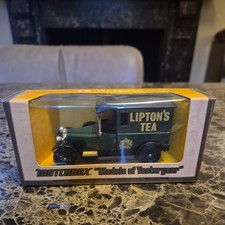 LIPTON'S
TEA
"MATCHBOX" "Models of Yesteryear"